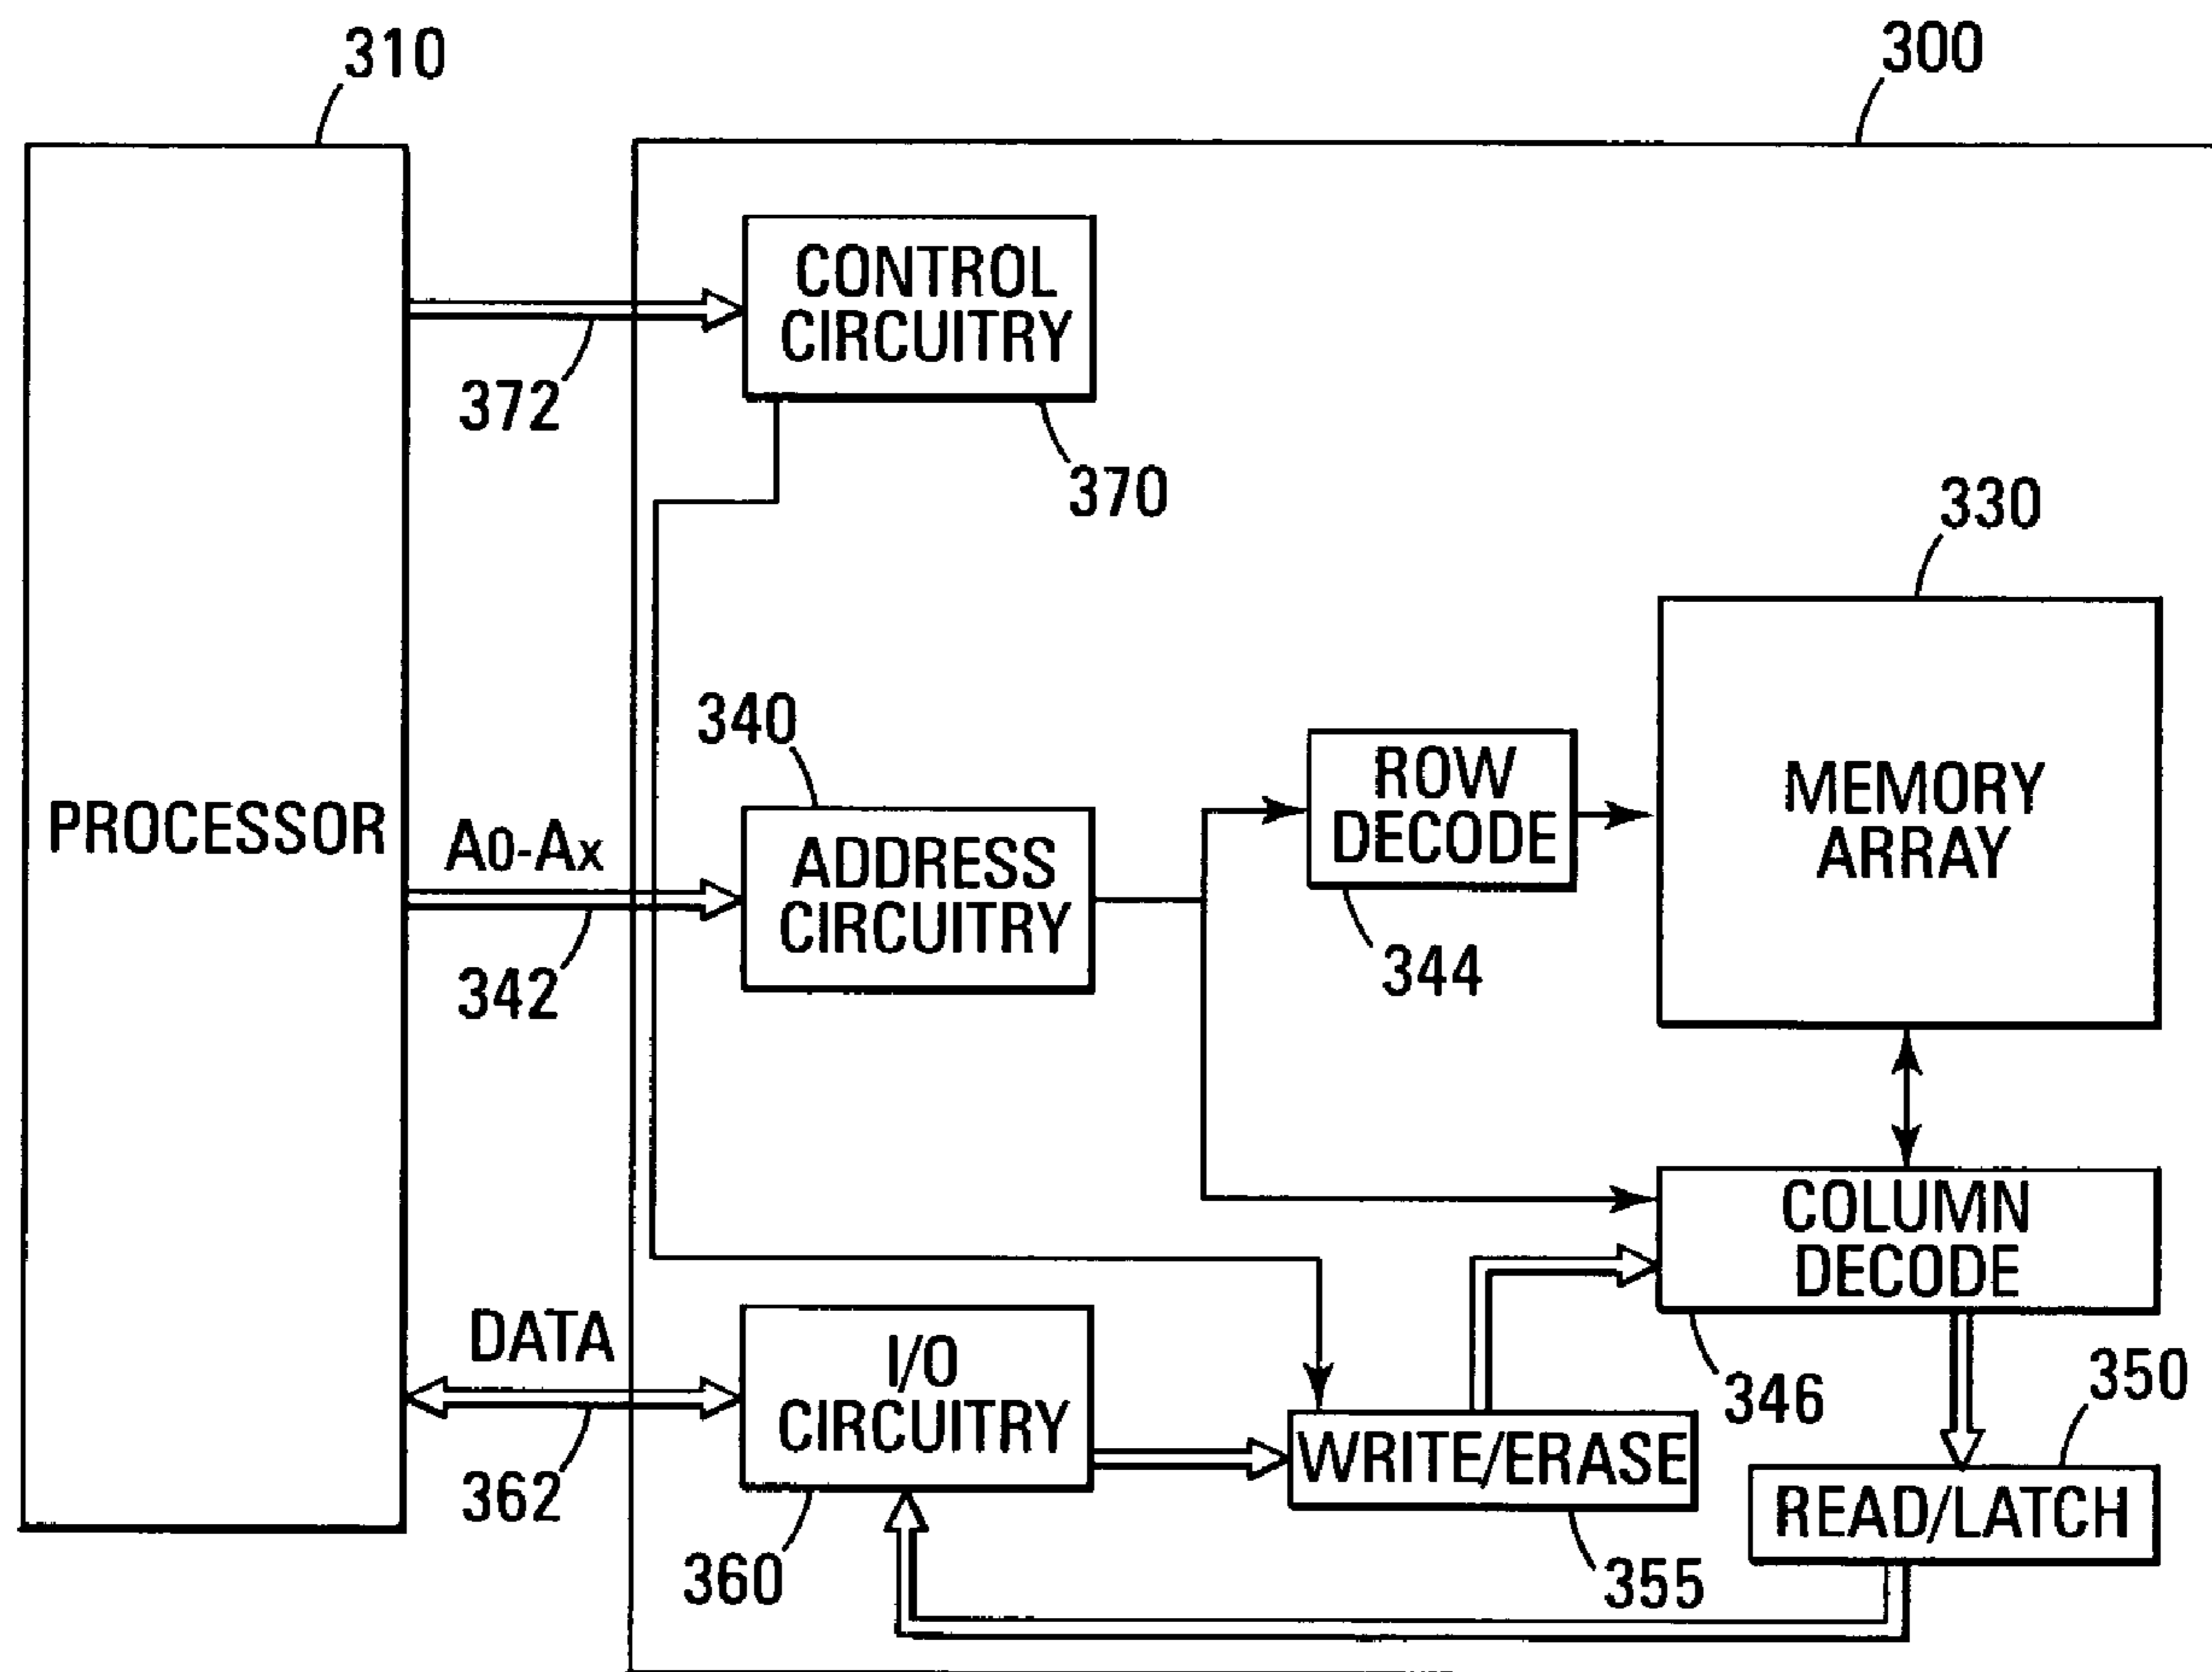 310
300
CONTROL
CIRCUITRY
372
370
330
340
PROCESSOR
A0-Ax
ADDRESS
CIRCUITRY
342
ROW
DECODE
344
MEMORY
ARRAY
COLUMN
DECODE
346
350
DATA
I/O
CIRCUITRY
362
360
WRITE/ERASE
355
READ/LATCH